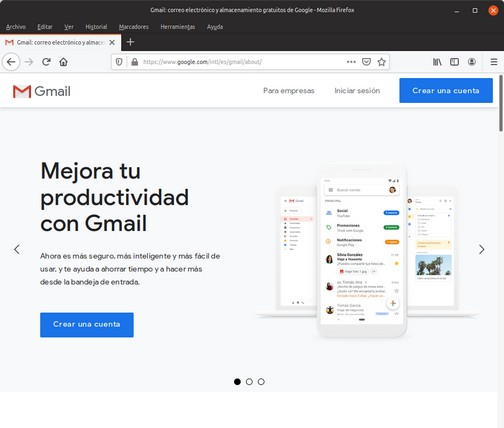 Gmail: correo electrónico y almacenamiento gratuitos de Google - Mozilla Firefox
Archivo Editar Ver Historial Marcadores Herramientas Ayuda
Gmail: correo electrónico y almace
https://www.google.com/intl/es/gmail/about/
Gmail
Para empresas
Iniciar sesión
Crear una cuenta
Mejora tu
productividad
con Gmail
Ahora es más seguro, más inteligente y más fácil de
usar, y te ayuda a ahorrar tiempo y a hacer más
desde la bandeja de entrada.
Crear una cuenta
Buscar correo
PRINCIPAL
Social
Promociones
Notificaciones
Google Play
Silvia González